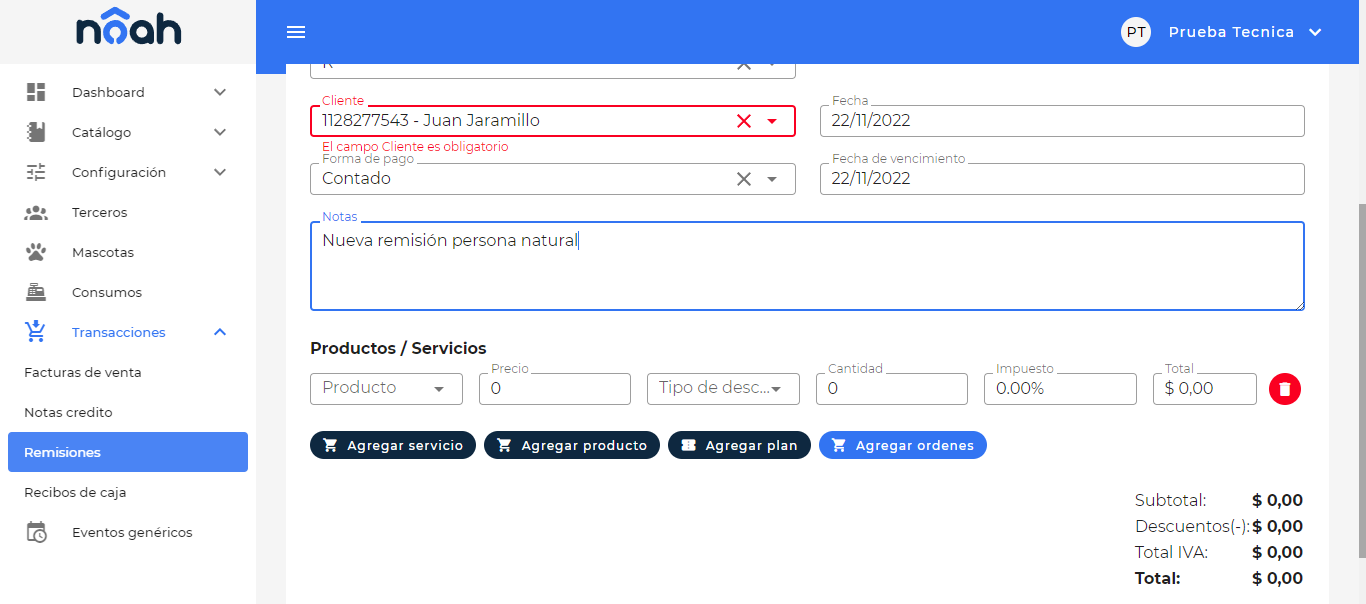 nôah
PT
Prueba Tecnica
Dashboard
Catálogo
Configuración
Terceros
Mascotas
Consumos
Transacciones
Facturas de venta
Notas credito
Remisiones
Recibos de caja
Eventos genéricos
Cliente
1128277543 - Juan Jaramillo
El campo Cliente es obligatorio
Fecha
22/11/2022
Forma de pago
Contado
Fecha de vencimiento
22/11/2022
Notas
Nueva remisión persona natural
Productos / Servicios
Producto
Precio
0
Tipo de desc...
Cantidad
0
Impuesto
0.00%
Total
$ 0,00
Agregar servicio
Agregar producto
Agregar plan
Agregar ordenes
Subtotal: $ 0,00
Descuentos(-): $ 0,00
Total IVA: $ 0,00
Total: $ 0,00